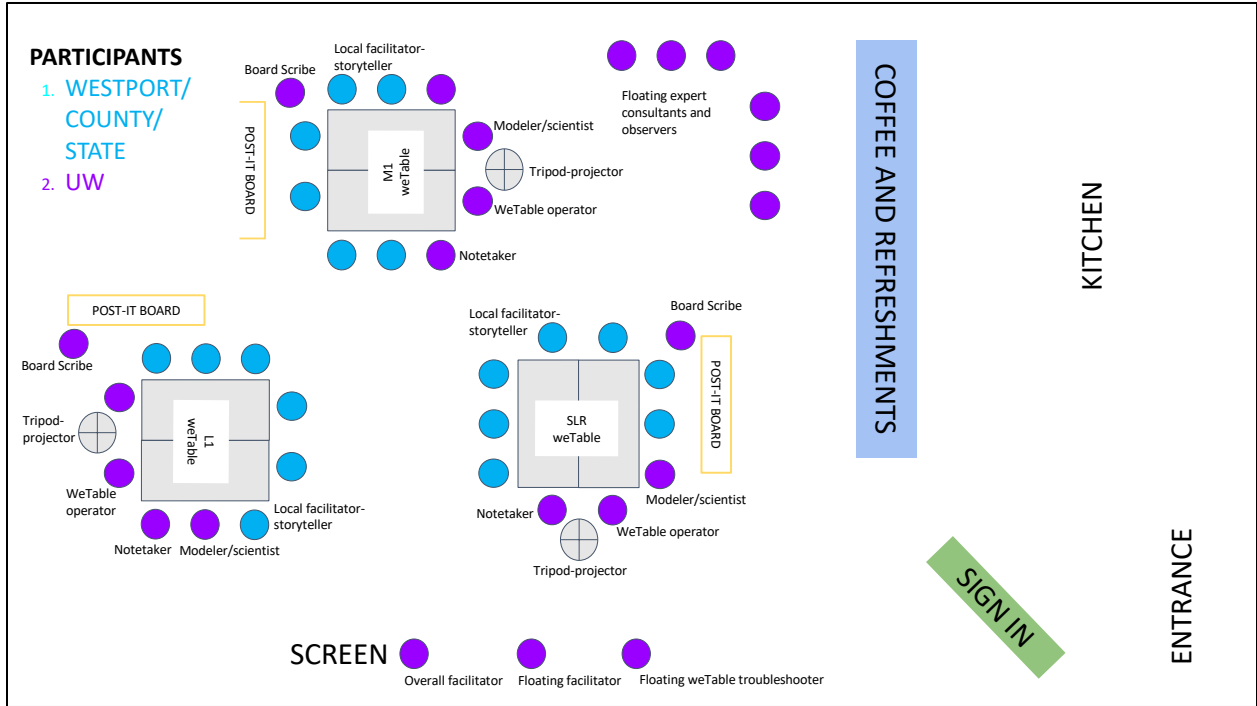 PARTICIPANTS
1. WESTPORT/
COUNTY/
STATE
2. UW
Local facilitator-
storyteller
Board Scribe
POST-IT BOARD
M1
weTable
Modeler/scientist
Tripod-projector
WeTable operator
Notetaker
Floating expert
consultants and
observers
COFFEE AND REFRESHMENTS
KITCHEN
POST-IT BOARD
Board Scribe
Tripod-
projector
L1
weTable
WeTable
operator
Local facilitator-
storyteller
Notetaker
Modeler/scientist
Local facilitator-
storyteller
Board Scribe
POST-IT BOARD
SLR
weTable
Modeler/scientist
Notetaker
WeTable operator
Tripod-projector
SIGN IN
ENTRANCE
SCREEN
Overall facilitator
Floating facilitator
Floating weTable troubleshooter